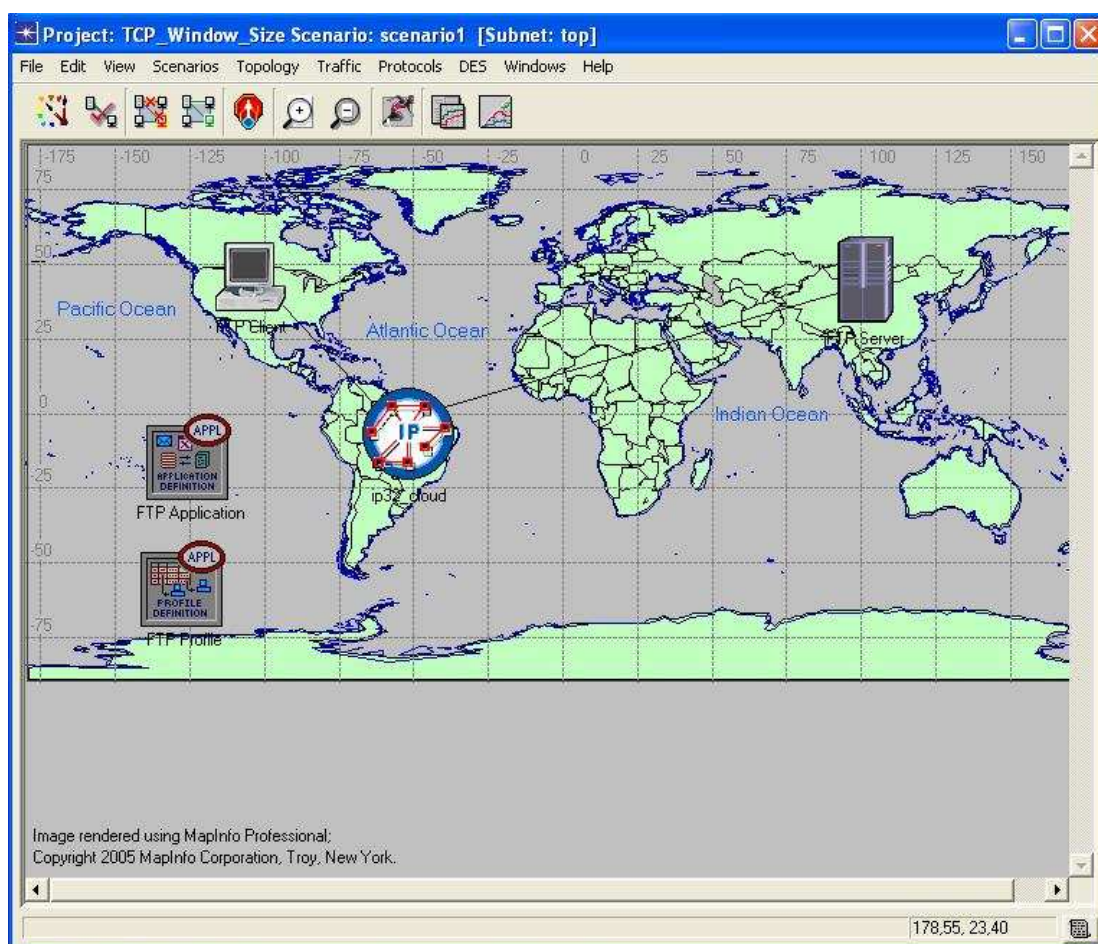 Project: TCP_Window_Size Scenario: scenario1 [Subnet: top]
File Edit View Scenarios Topology Traffic Protocols DES Windows Help
-175 -150 -125 -100 -75 -50 -25 0 25 50 75 100 125 150
75
50
Pacific Ocean
25
FTP Client
Atlantic Ocean
FTP Server
0
IP
Indian Ocean
APPL
APPLICATION
DEFINITION
-25
ip32_cloud
FTP Application
-50
APPL
PROFILE
DEFINITION
-75
FTP Profile
Image rendered using MapInfo Professional;
Copyright 2005 MapInfo Corporation, Troy, New York.
178,55, 23,40